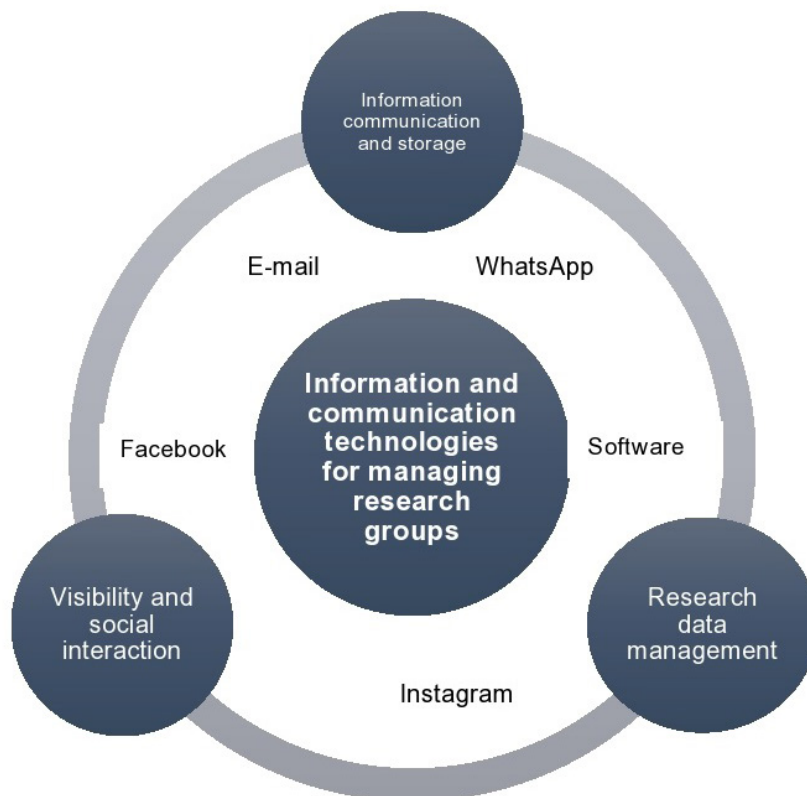 Information
communication
and storage
E-mail
WhatsApp
Information and
communication
technologies
for managing
research
groups
Facebook
Software
Visibility and
social
interaction
Research
data
management
Instagram